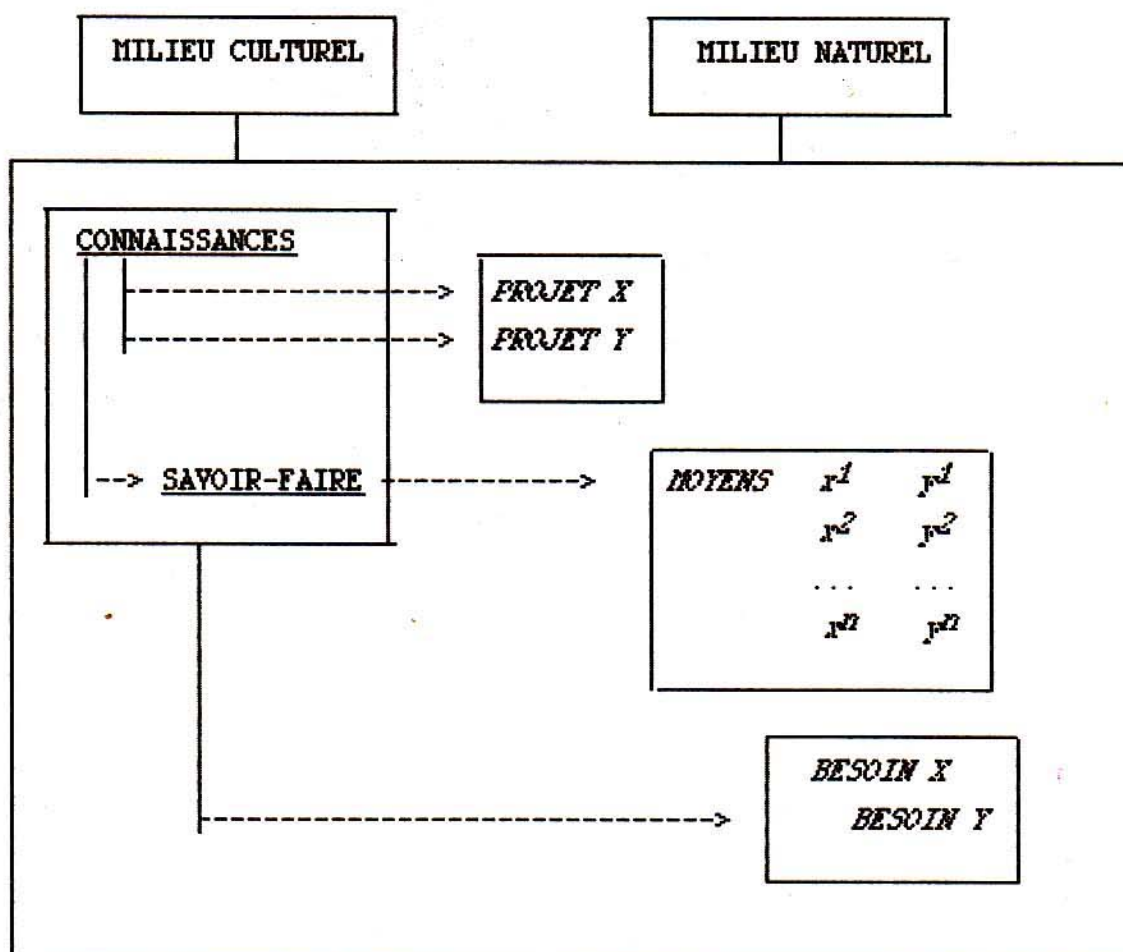 MILIEU CULTUREL
MILIEU NATUREL
CONNAISSANCES
PROJET X
PROJET Y
SAVOIR-FAIRE
MOYENS x¹ y¹
x² y²
... ...
xⁿ yⁿ
BESOIN X
BESOIN Y